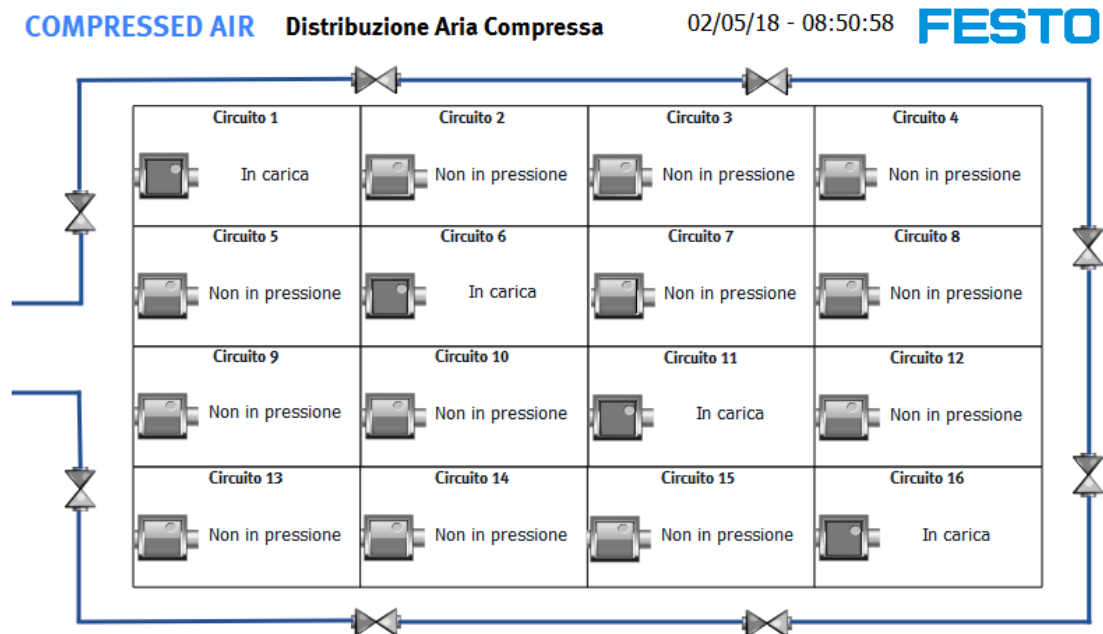 COMPRESSED AIR Distribuzione Aria Compressa 02/05/18 - 08:50:58 FESTO
Circuito 1 Circuito 2 Circuito 3 Circuito 4
In carica Non in pressione Non in pressione Non in pressione
Circuito 5 Circuito 6 Circuito 7 Circuito 8
Non in pressione In carica Non in pressione Non in pressione
Circuito 9 Circuito 10 Circuito 11 Circuito 12
Non in pressione Non in pressione In carica Non in pressione
Circuito 13 Circuito 14 Circuito 15 Circuito 16
Non in pressione Non in pressione Non in pressione In carica